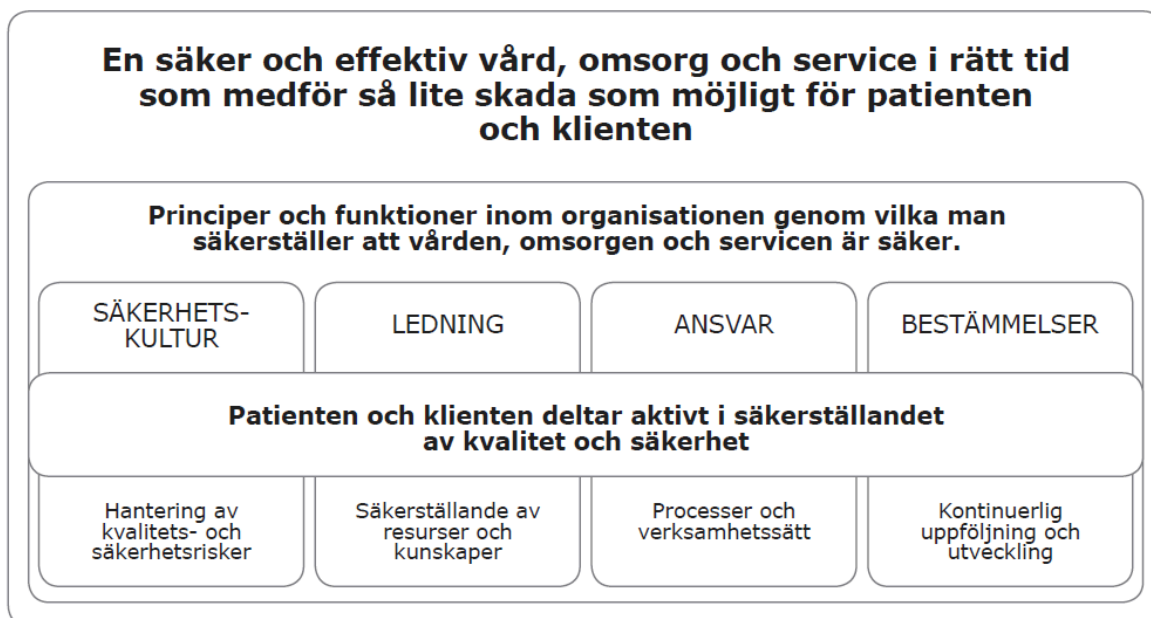 En säker och effektiv vård, omsorg och service i rätt tid
som medför så lite skada som möjligt för patienten
och klienten
Principer och funktioner inom organisationen genom vilka man
säkerställer att vården, omsorgen och servicen är säker.
SÄKERHETS-
KULTUR
LEDNING
ANSVAR
BESTÄMMELSER
Patienten och klienten deltar aktivt i säkerställandet
av kvalitet och säkerhet
Hantering av
kvalitets- och
säkerhetsrisker
Säkerställande av
resurser och
kunskaper
Processer och
verksamhetssätt
Kontinuerlig
uppföljning och
utveckling